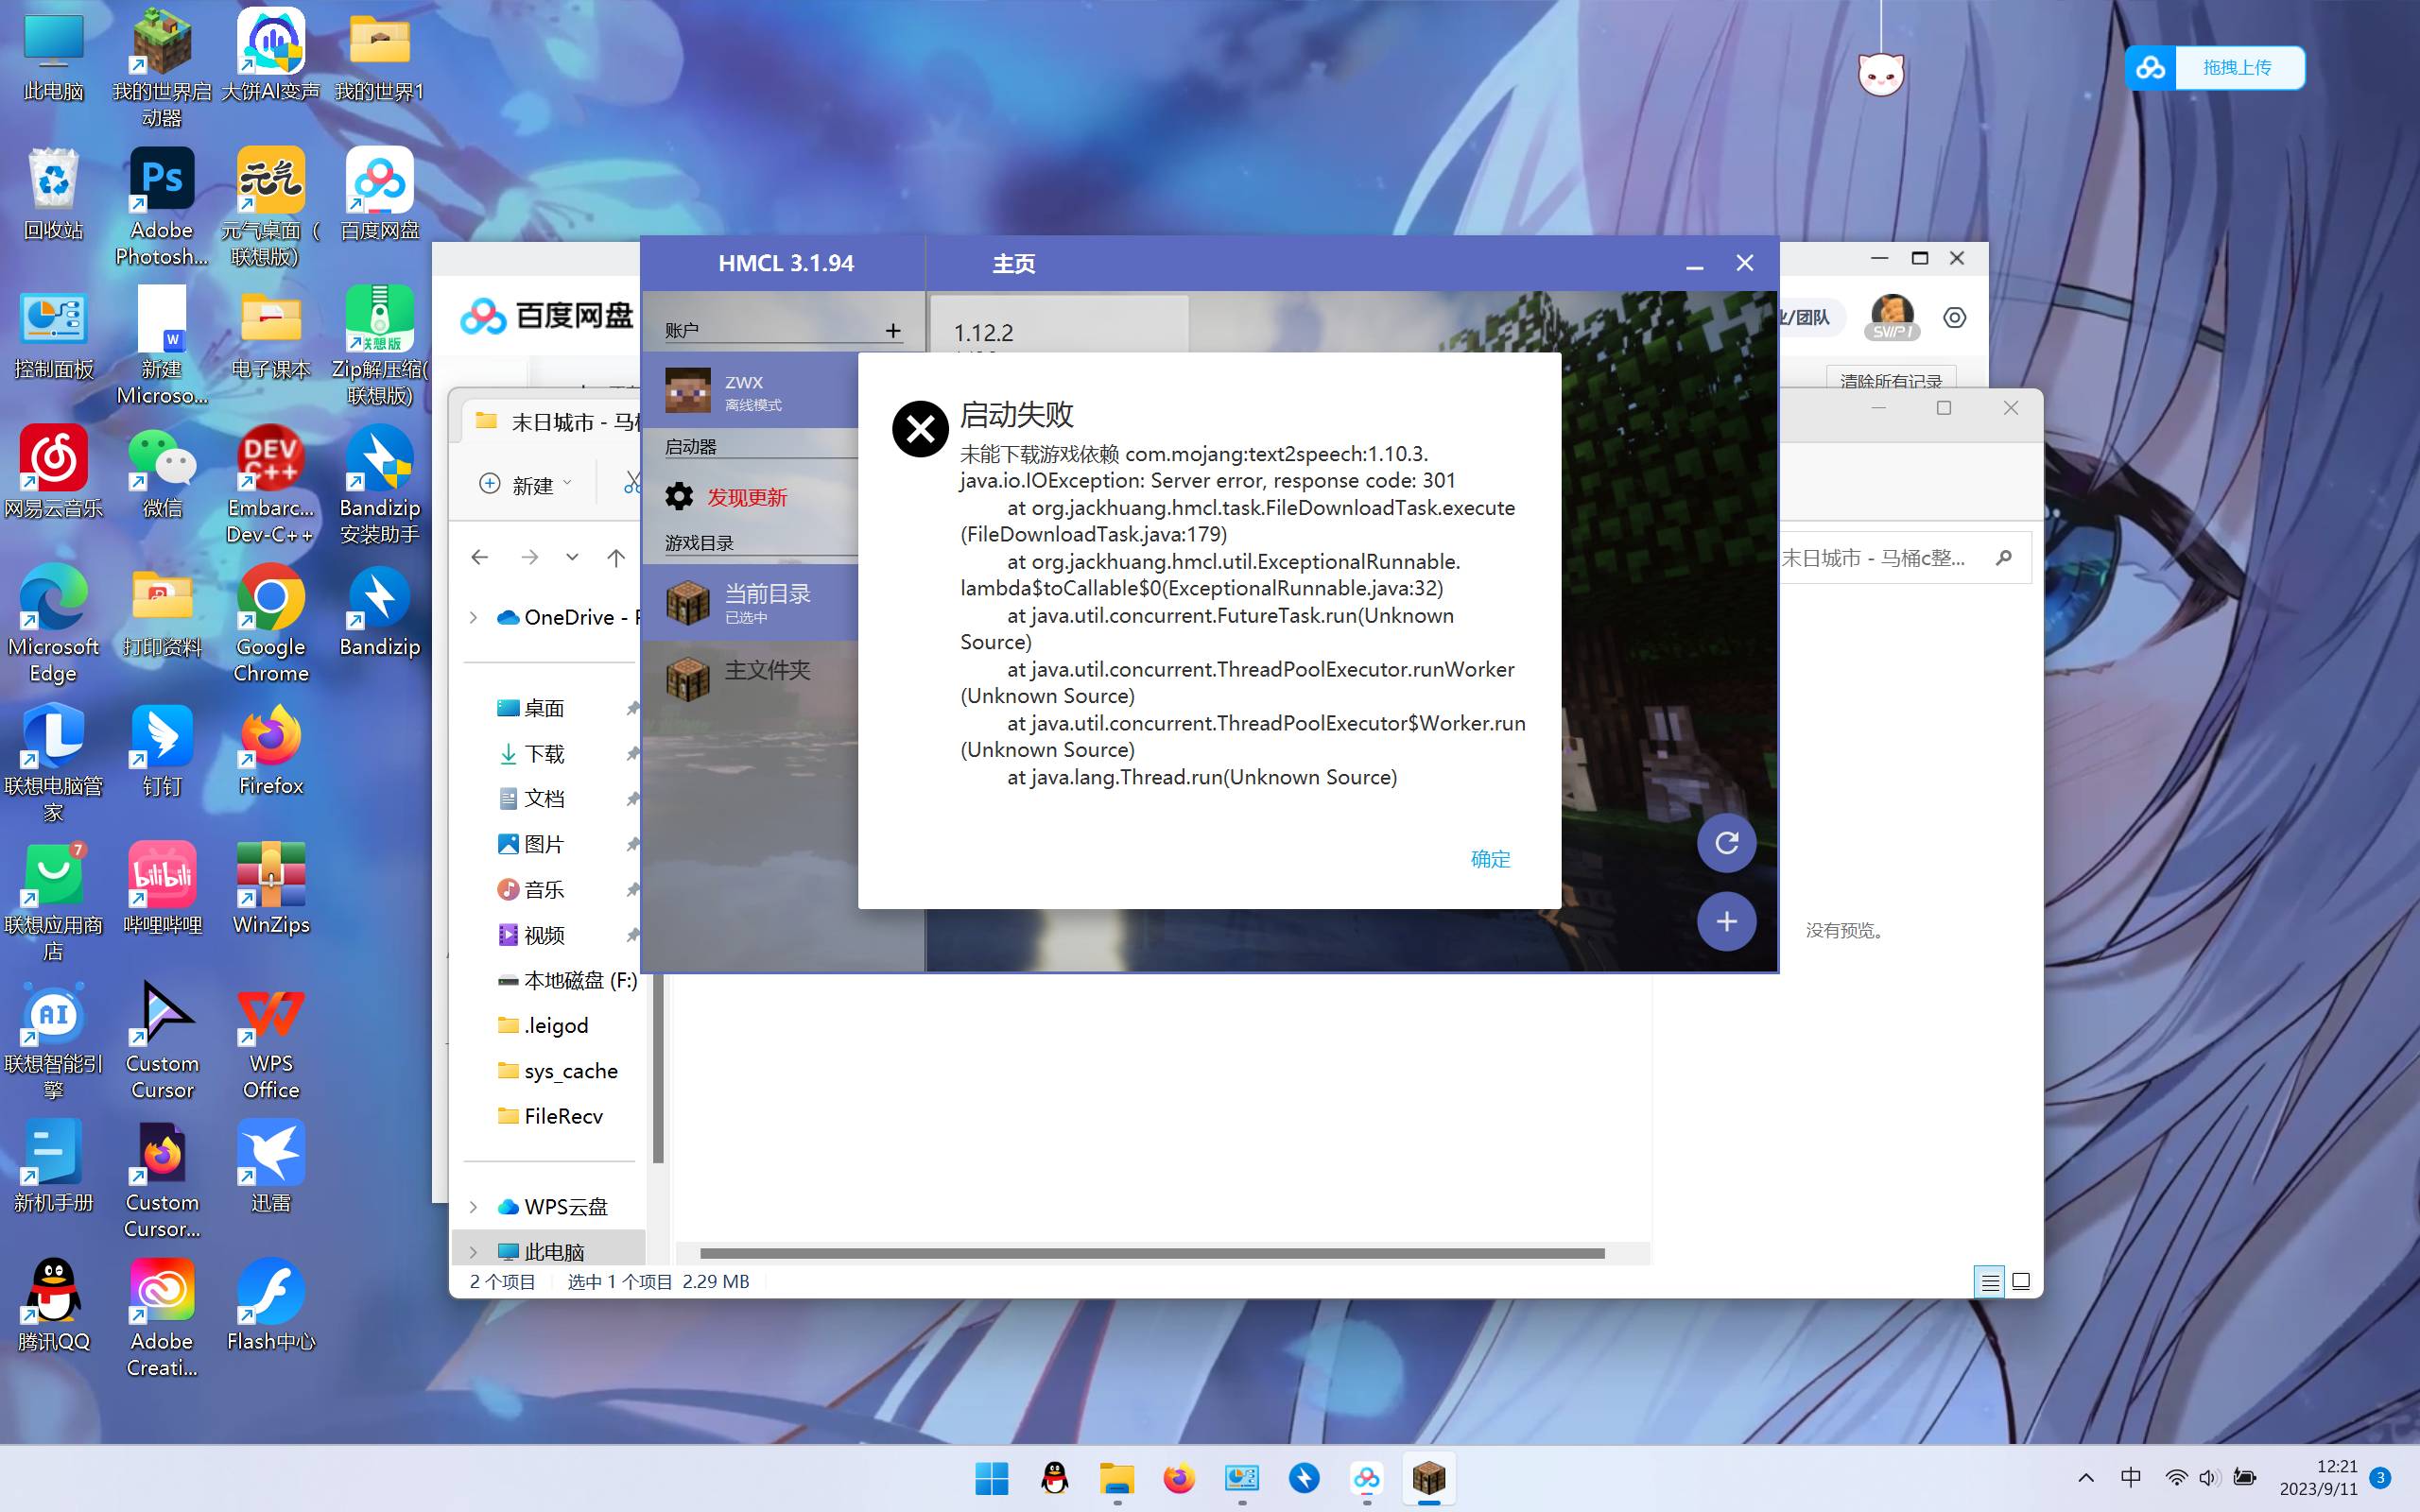 此电脑
我的世界启
动器
大饼AI变声
我的世界1
回收站
Ps
Adobe
Photosh...
元气
元气桌面（
联想版）
百度网盘
控制面板
W
新建
Microso...
电子课本
联想版
Zip解压缩(
联想版)
网易云音乐
微信
DEV
C++
Embarc...
Dev-C++
Bandizip
安装助手
Microsoft
Edge
打印资料
Google
Chrome
Bandizip
联想电脑管
家
钉钉
Firefox
7
联想应用商
店
bilibili
哔哩哔哩
WinZips
AI
联想智能引
擎
Custom
Cursor
WPS
Office
新机手册
Custom
Cursor...
迅雷
腾讯QQ
Adobe
Creati...
Flash中心
拖拽上传
百度网盘
/团队
SVIP1
清除所有记录
末日城市 - 马
新建
末日城市 - 马桶c整...
OneDrive -
桌面
下载
文档
图片
音乐
视频
本地磁盘 (F:)
.leigod
sys_cache
FileRecv
WPS云盘
此电脑
2 个项目
选中 1 个项目 2.29 MB
没有预览。
HMCL 3.1.94
主页
账户
1.12.2
ZWX
离线模式
启动器
发现更新
游戏目录
当前目录
已选中
主文件夹
启动失败
未能下载游戏依赖 com.mojang:text2speech:1.10.3.
java.io.IOException: Server error, response code: 301
at org.jackhuang.hmcl.task.FileDownloadTask.execute
(FileDownloadTask.java:179)
at org.jackhuang.hmcl.util.ExceptionalRunnable.
lambda$toCallable$0(ExceptionalRunnable.java:32)
at java.util.concurrent.FutureTask.run(Unknown
Source)
at java.util.concurrent.ThreadPoolExecutor.runWorker
(Unknown Source)
at java.util.concurrent.ThreadPoolExecutor$Worker.run
(Unknown Source)
at java.lang.Thread.run(Unknown Source)
确定
中
12:21
2023/9/11
3